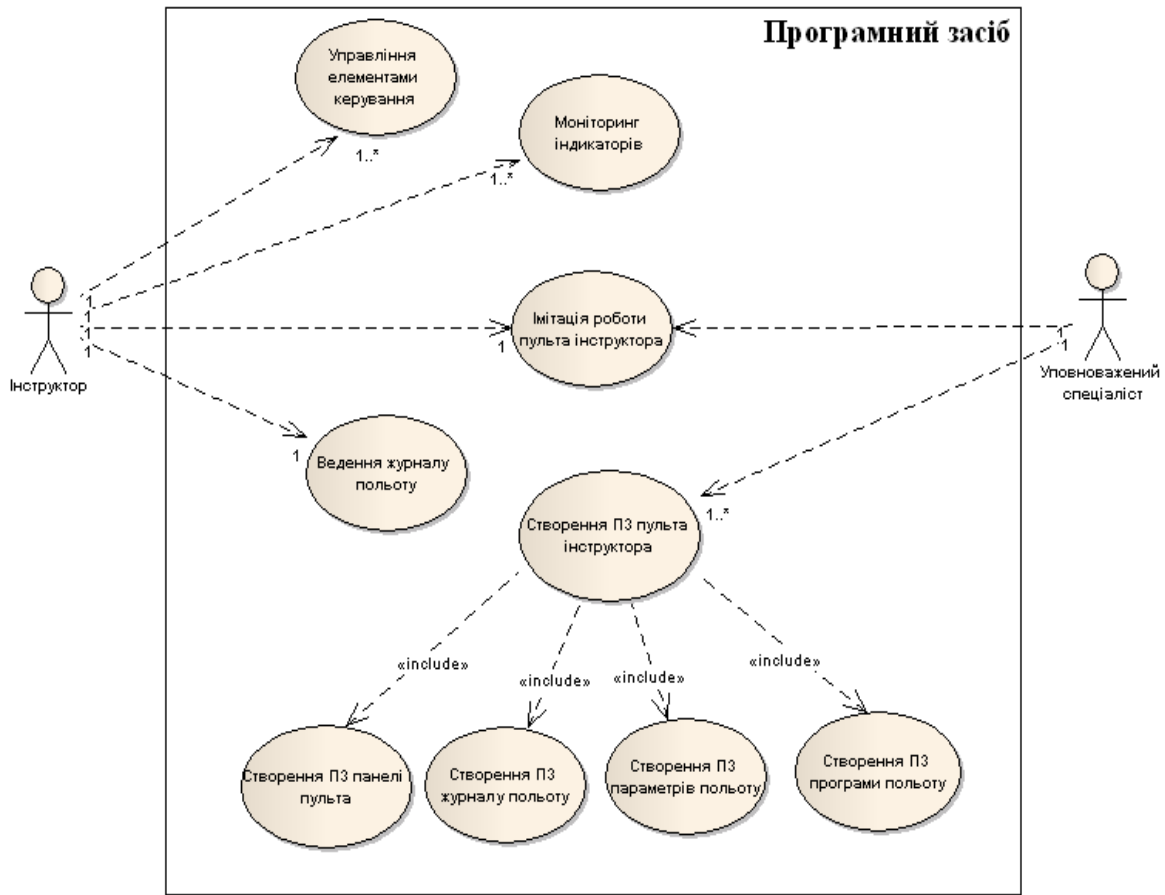 Програмний засіб
Управління
елементами
керування
1..*
Моніторинг
індикаторів
1..*
1
1
1
1
Інструктор
Імітація роботи
пульта інструктора
1
1
1
Уповноважений
спеціаліст
Ведення журналу
польоту
1
Створення ПЗ пульта
інструктора
1..*
«include»
«include»
«include»
«include»
Створення ПЗ панелі
пульта
Створення ПЗ
журналу польоту
Створення ПЗ
параметрів польоту
Створення ПЗ
програми польоту